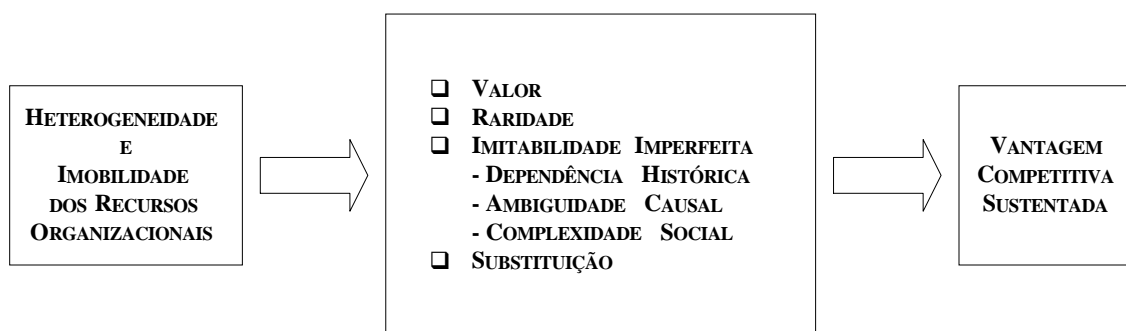 HETEROGENEIDADE
E
IMOBILIDADE
DOS RECURSOS
ORGANIZACIONAIS
❑ VALOR
❑ RARIDADE
❑ IMITABILIDADE IMPERFEITA
- DEPENDÊNCIA HISTÓRICA
- AMBIGUIDADE CAUSAL
- COMPLEXIDADE SOCIAL
❑ SUBSTITUIÇÃO
VANTAGEM
COMPETITIVA
SUSTENTADA